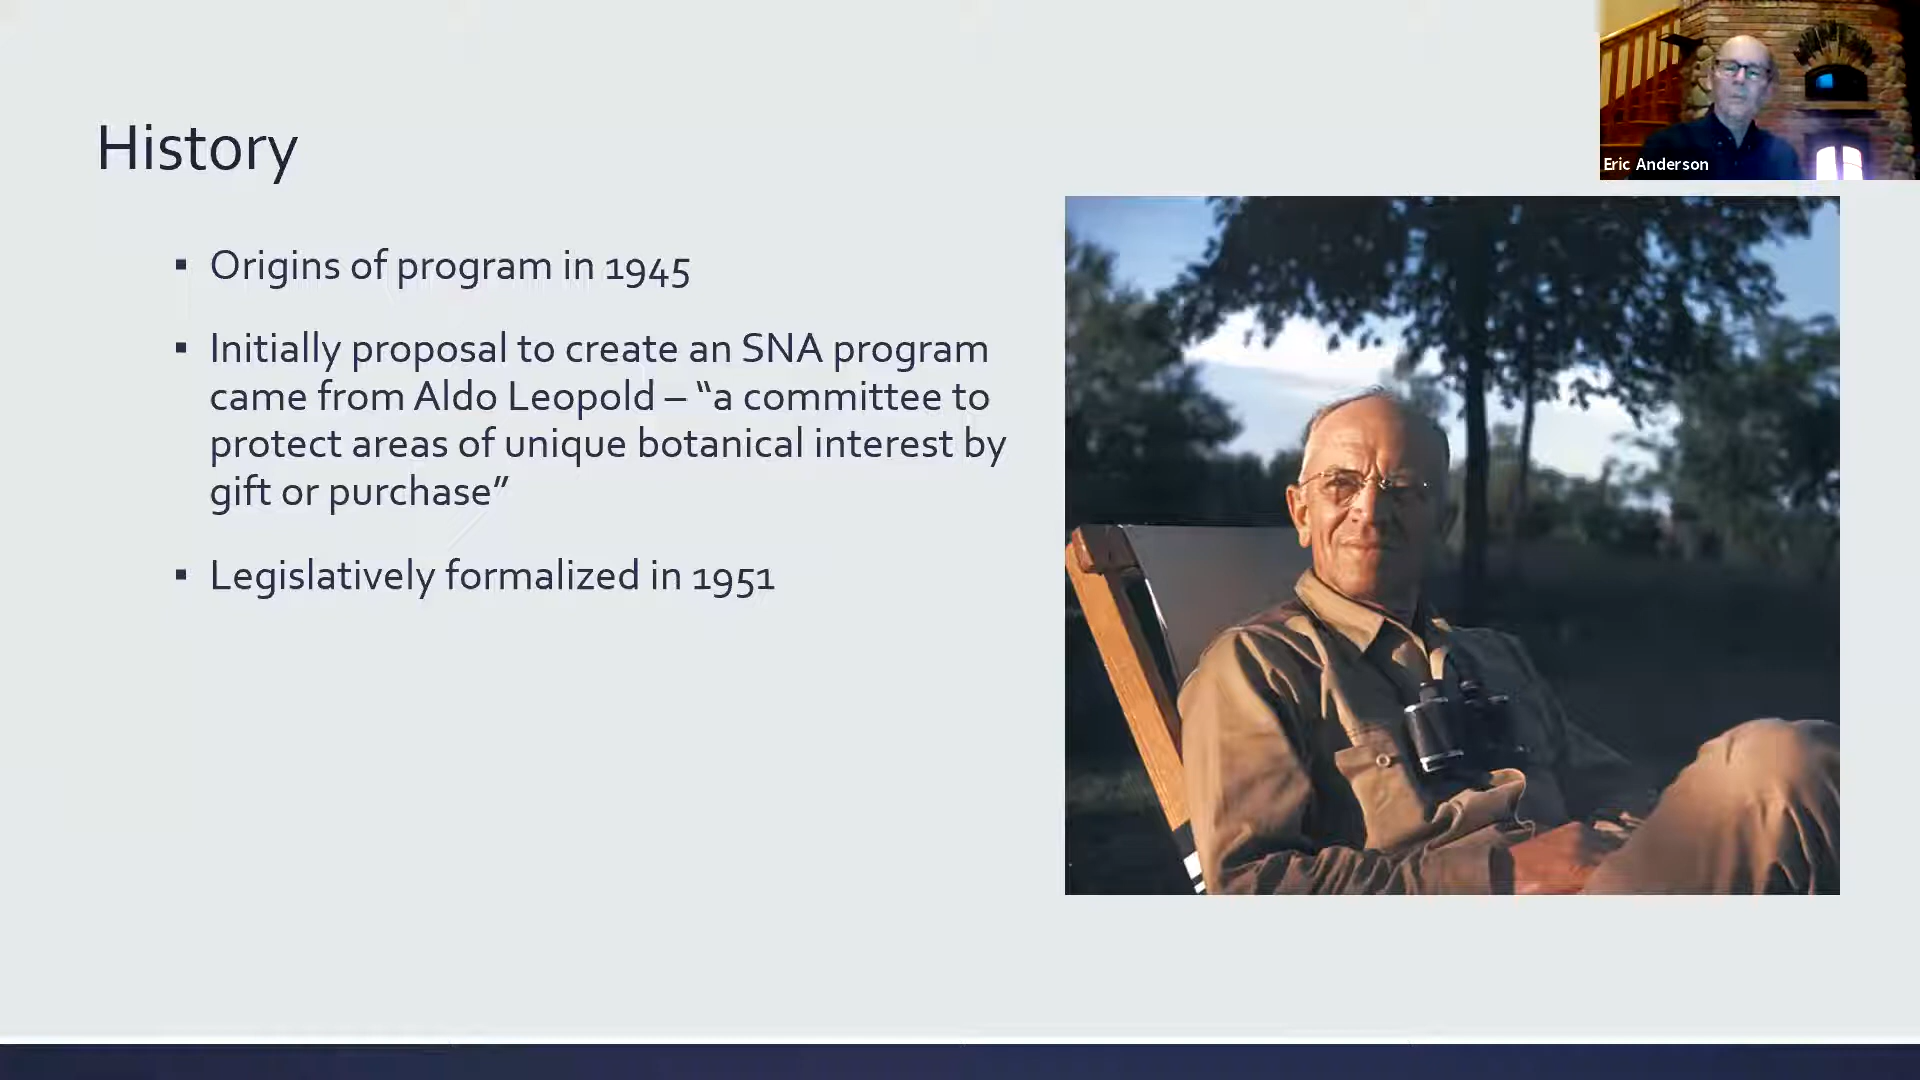 History
Eric Anderson
▪ Origins of program in 1945
▪ Initially proposal to create an SNA program
came from Aldo Leopold – “a committee to
protect areas of unique botanical interest by
gift or purchase”
▪ Legislatively formalized in 1951